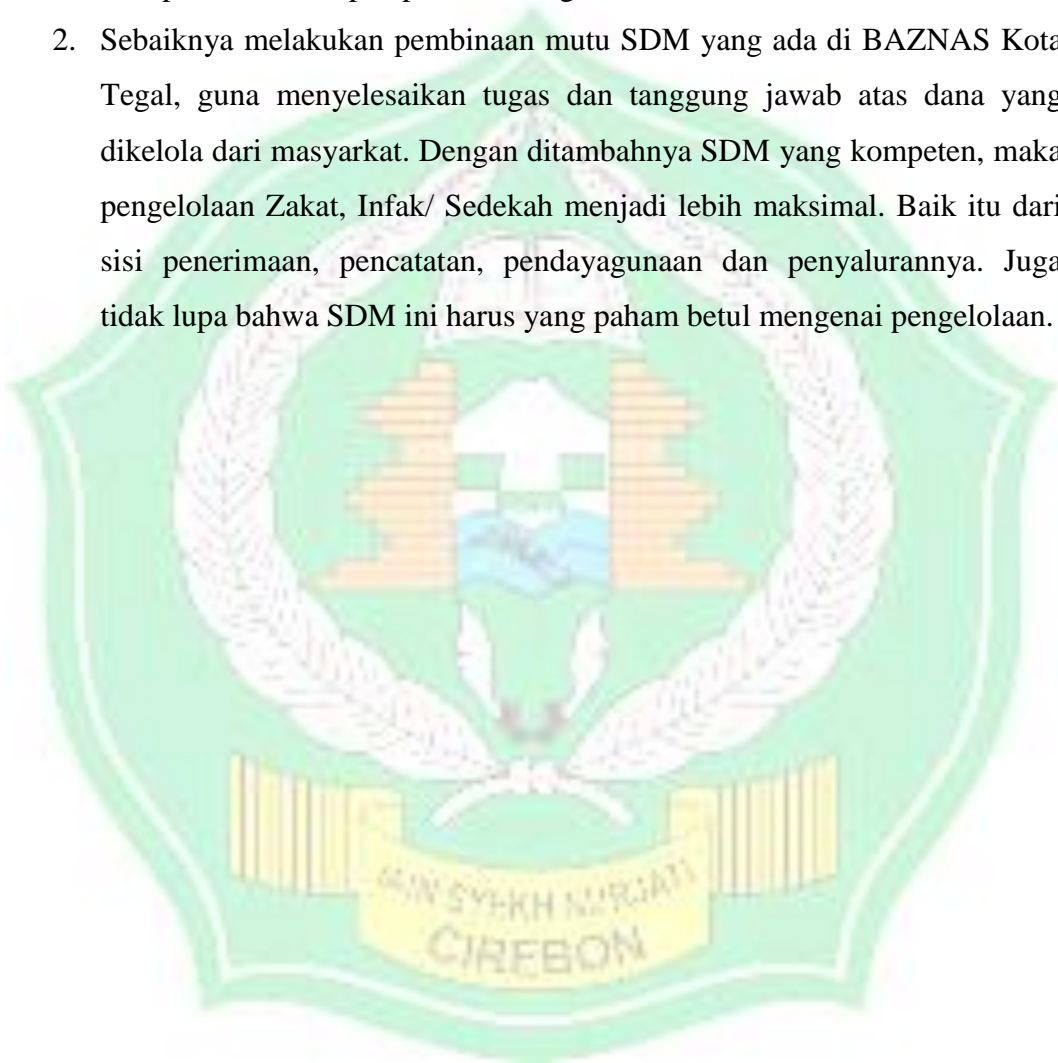 2. Sebaiknya melakukan pembinaan mutu SDM yang ada di BAZNAS Kota
Tegal, guna menyelesaikan tugas dan tanggung jawab atas dana yang
dikelola dari masyarkat. Dengan ditambahnya SDM yang kompeten, maka
pengelolaan Zakat, Infak/ Sedekah menjadi lebih maksimal. Baik itu dari
sisi penerimaan, pencatatan, pendayagunaan dan penyalurannya. Juga
tidak lupa bahwa SDM ini harus yang paham betul mengenai pengelolaan.
IAIN SYEKH NURJATI
CIREBON